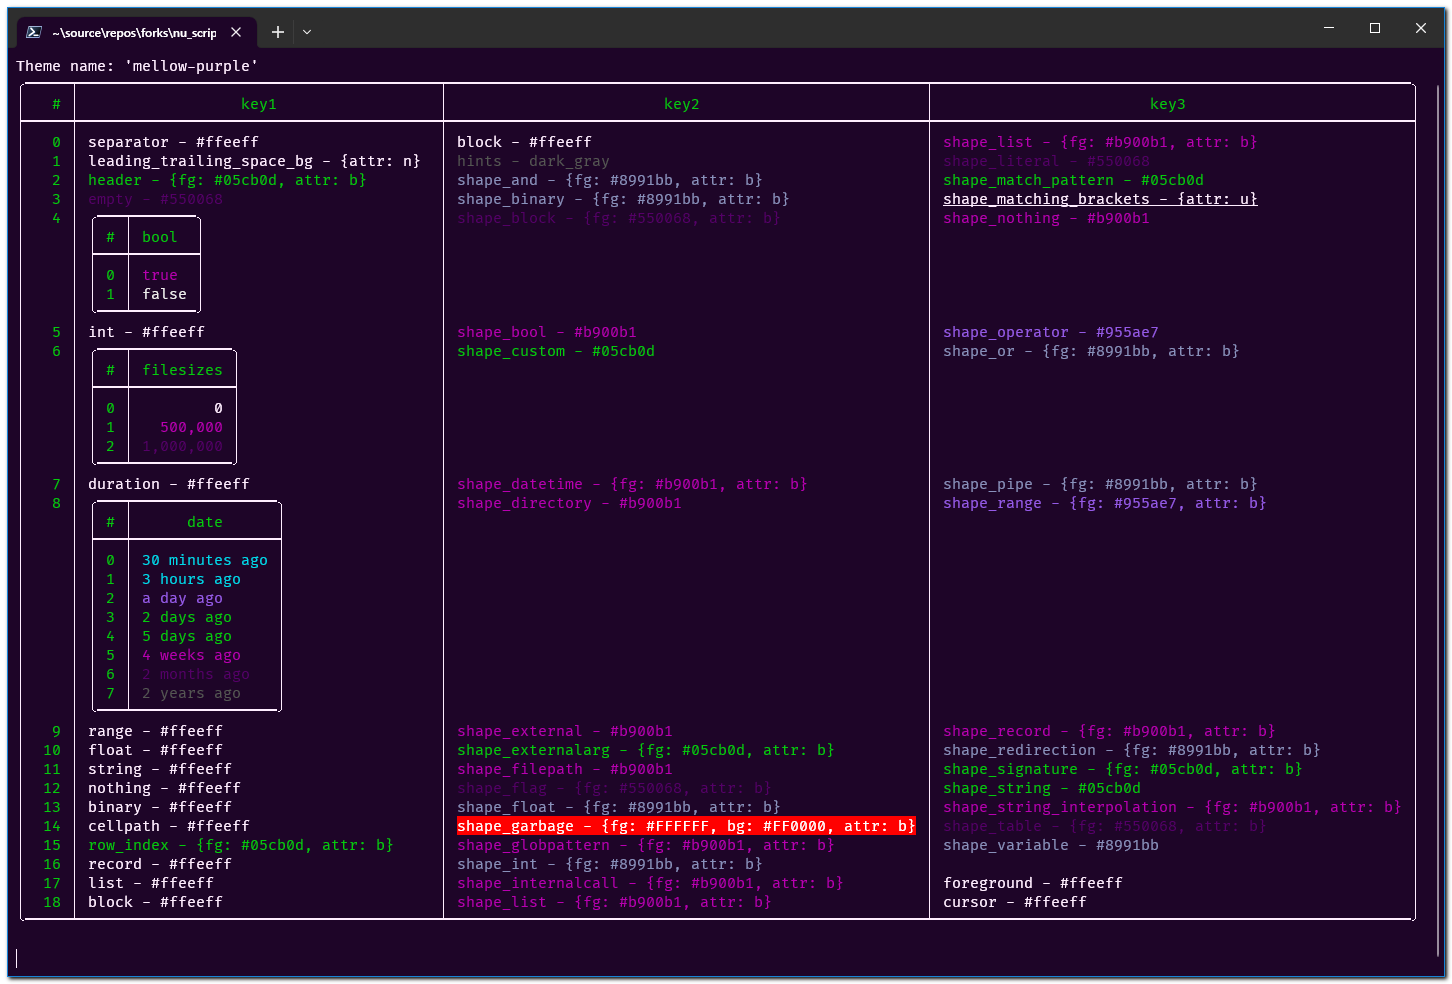 ~\source\repos\forks\nu_scrip
Theme name: 'mellow-purple'
# key1 key2 key3
0 separator - #ffeeff block - #ffeeff shape_list - {fg: #b900b1, attr: b}
1 leading_trailing_space_bg - {attr: n} hints - dark_gray shape_literal - #550068
2 header - {fg: #05cb0d, attr: b} shape_and - {fg: #8991bb, attr: b} shape_match_pattern - #05cb0d
3 empty - #550068 shape_binary - {fg: #8991bb, attr: b} shape_matching_brackets - {attr: u}
4 shape_block - {fg: #550068, attr: b} shape_nothing - #b900b1
# bool
0 true
1 false
5 int - #ffeeff shape_bool - #b900b1 shape_operator - #955ae7
6 shape_custom - #05cb0d shape_or - {fg: #8991bb, attr: b}
# filesizes
0 0
1 500,000
2 1,000,000
7 duration - #ffeeff shape_datetime - {fg: #b900b1, attr: b} shape_pipe - {fg: #8991bb, attr: b}
8 shape_directory - #b900b1 shape_range - {fg: #955ae7, attr: b}
# date
0 30 minutes ago
1 3 hours ago
2 a day ago
3 2 days ago
4 5 days ago
5 4 weeks ago
6 2 months ago
7 2 years ago
9 range - #ffeeff shape_external - #b900b1 shape_record - {fg: #b900b1, attr: b}
10 float - #ffeeff shape_externalarg - {fg: #05cb0d, attr: b} shape_redirection - {fg: #8991bb, attr: b}
11 string - #ffeeff shape_filepath - #b900b1 shape_signature - {fg: #05cb0d, attr: b}
12 nothing - #ffeeff shape_flag - {fg: #550068, attr: b} shape_string - #05cb0d
13 binary - #ffeeff shape_float - {fg: #8991bb, attr: b} shape_string_interpolation - {fg: #b900b1, attr: b}
14 cellpath - #ffeeff shape_garbage - {fg: #FFFFFF, bg: #FF0000, attr: b} shape_table - {fg: #550068, attr: b}
15 row_index - {fg: #05cb0d, attr: b} shape_globpattern - {fg: #b900b1, attr: b} shape_variable - #8991bb
16 record - #ffeeff shape_int - {fg: #8991bb, attr: b}
17 list - #ffeeff shape_internalcall - {fg: #b900b1, attr: b} foreground - #ffeeff
18 block - #ffeeff shape_list - {fg: #b900b1, attr: b} cursor - #ffeeff